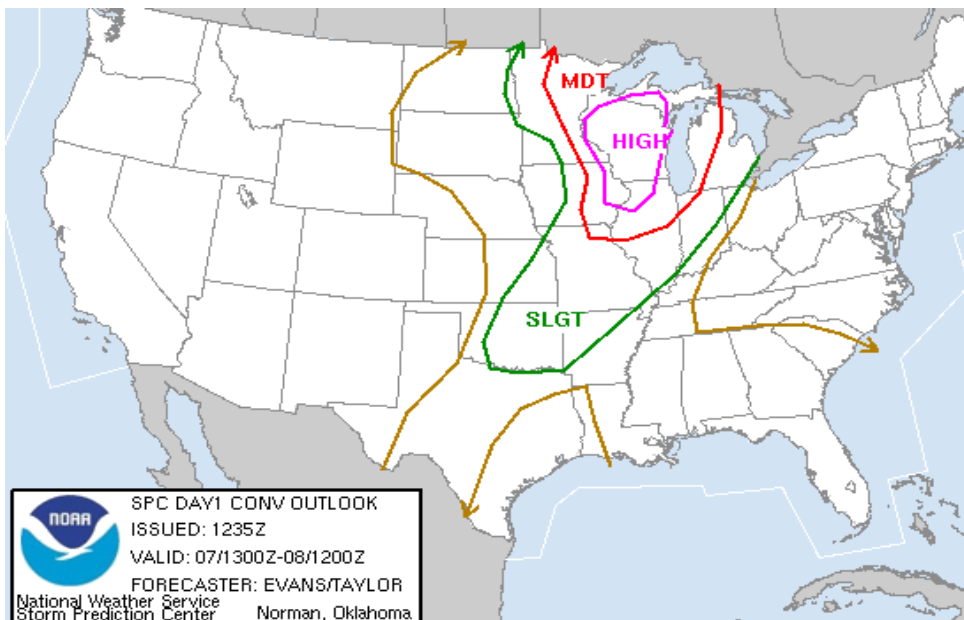 MDT
HIGH
SLGT
NOAA
SPC DAY1 CONV OUTLOOK
ISSUED: 1235Z
VALID: 07/1300Z-08/1200Z
FORECASTER: EVANS/TAYLOR
National Weather Service
Storm Prediction Center Norman, Oklahoma